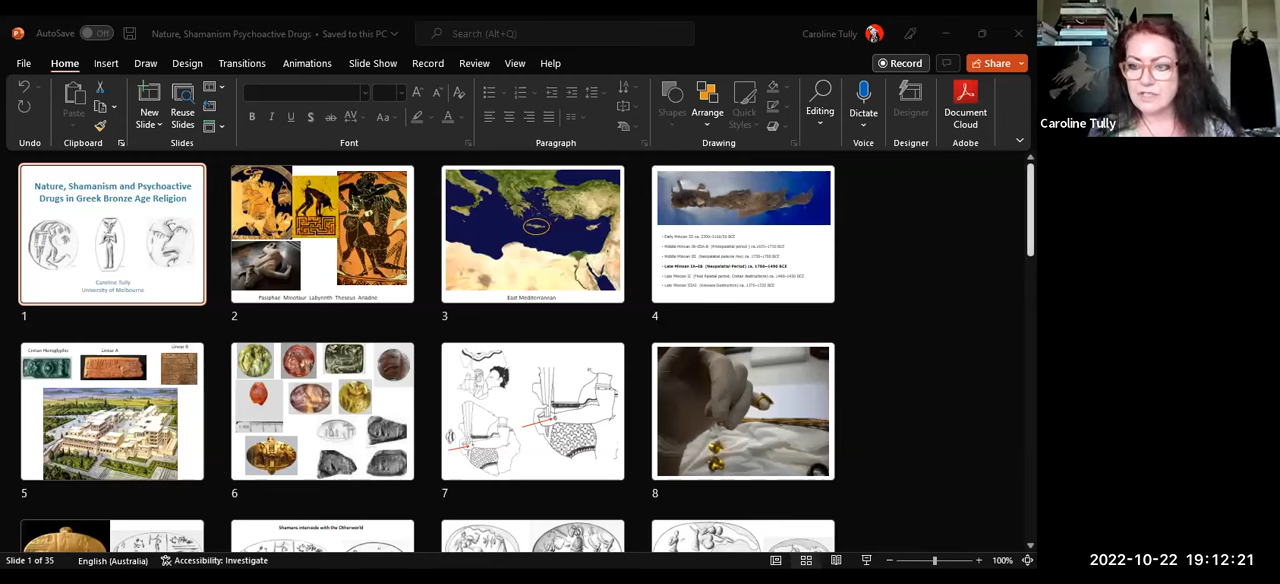 AutoSave Off Nature, Shamanism Psychoactive Drugs • Saved to this PC Search (Alt+Q) Caroline Tully
File Home Insert Draw Design Transitions Animations Slide Show Record Review View Help Record Share
Paste New Slide Reuse Slides B I U S ab AV Aa A Shapes Arrange Quick Styles Editing Dictate Designer Document Cloud
Undo Clipboard Slides Font Paragraph Drawing Voice Designer Adobe
Caroline Tully
Nature, Shamanism and Psychoactive
Drugs in Greek Bronze Age Religion
Caroline Tully
University of Melbourne
1
Pasiphae Minotaur Labyrinth Theseus Ariadne
2
East Mediterranean
3
4
Cretan Hieroglyphic Linear A Linear B
5
6
7
8
Shamans intercede with the Otherworld
Slide 1 of 35 English (Australia) Accessibility: Investigate 100%
2022-10-22 19:12:21